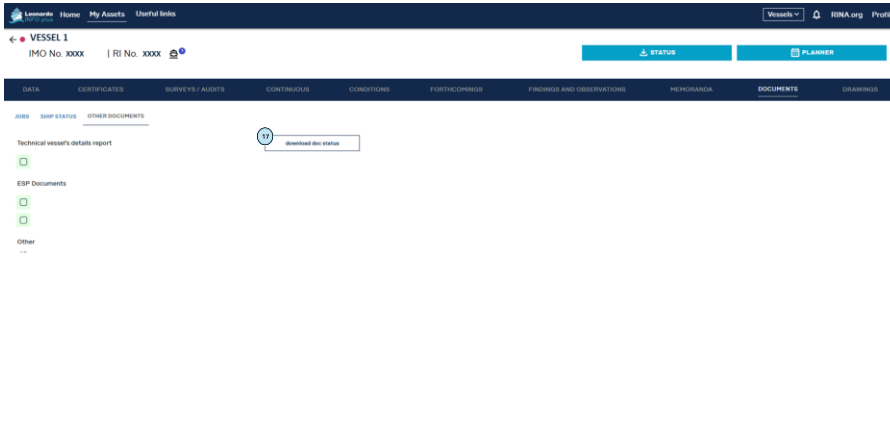 Leonardo INFO plus Home My Assets Useful links Vessels RINA.org Profi
VESSEL 1
IMO No. xxxx | RI No. xxxx
STATUS PLANNER
DATA CERTIFICATES SURVEYS / AUDITS CONTINUOUS CONDITIONS FORTHCOMINGS FINDINGS AND OBSERVATIONS MEMORANDA DOCUMENTS DRAWINGS
JOBS SHIP STATUS OTHER DOCUMENTS
Technical vessel's details report 17 download doc status
ESP Documents
Other